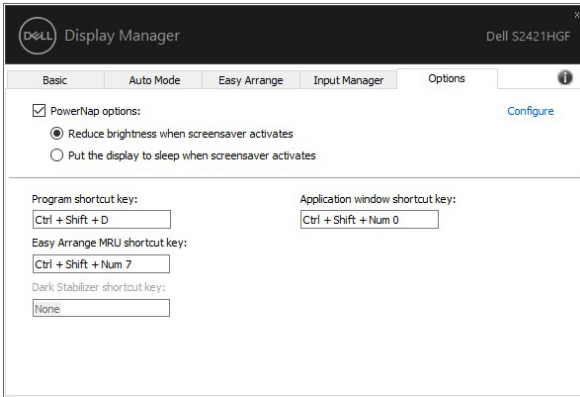 DELL Display Manager
Dell S2421HGF
Basic Auto Mode Easy Arrange Input Manager Options
PowerNap options:
Configure
Reduce brightness when screensaver activates
Put the display to sleep when screensaver activates
Program shortcut key:
Application window shortcut key:
Ctrl + Shift + D
Ctrl + Shift + Num 0
Easy Arrange MRU shortcut key:
Ctrl + Shift + Num 7
Dark Stabilizer shortcut key:
None